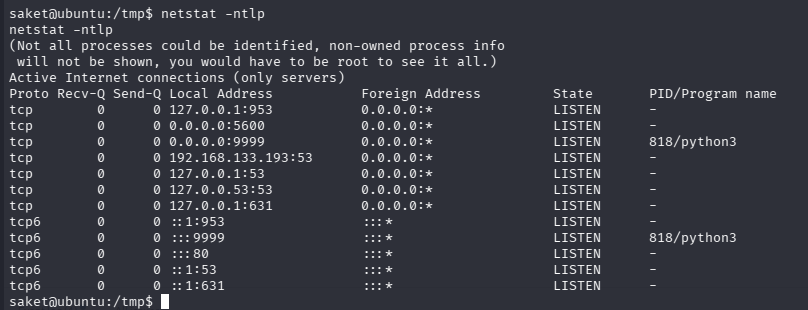 saket@ubuntu:/tmp$ netstat -ntlp
netstat -ntlp
(Not all processes could be identified, non-owned process info
 will not be shown, you would have to be root to see it all.)
Active Internet connections (only servers)
Proto Recv-Q Send-Q Local Address           Foreign Address         State       PID/Program name
tcp        0      0 127.0.0.1:953           0.0.0.0:*               LISTEN      -
tcp        0      0 0.0.0.0:5600            0.0.0.0:*               LISTEN      -
tcp        0      0 0.0.0.0:9999            0.0.0.0:*               LISTEN      818/python3
tcp        0      0 192.168.133.193:53      0.0.0.0:*               LISTEN      -
tcp        0      0 127.0.0.1:53            0.0.0.0:*               LISTEN      -
tcp        0      0 127.0.0.53:53           0.0.0.0:*               LISTEN      -
tcp        0      0 127.0.0.1:631           0.0.0.0:*               LISTEN      -
tcp6       0      0 ::1:953                 :::*                    LISTEN      -
tcp6       0      0 :::9999                 :::*                    LISTEN      818/python3
tcp6       0      0 :::80                   :::*                    LISTEN      -
tcp6       0      0 ::1:53                  :::*                    LISTEN      -
tcp6       0      0 ::1:631                 :::*                    LISTEN      -
saket@ubuntu:/tmp$